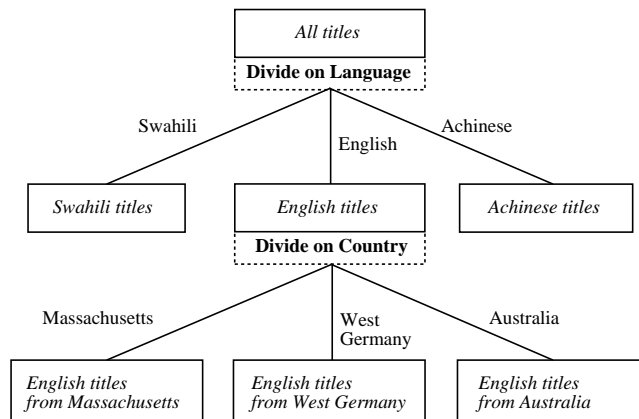 All titles
Divide on Language
Swahili
English
Achinese
Swahili titles
English titles
Achinese titles
Divide on Country
Massachusetts
West
Germany
Australia
English titles
from Massachusetts
English titles
from West Germany
English titles
from Australia